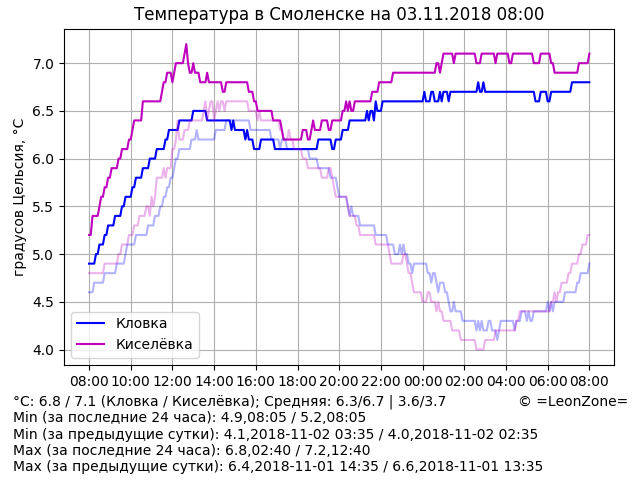 Температура в Смоленске на 03.11.2018 08:00
градусов Цельсия, °C
7.0
6.5
6.0
5.5
5.0
4.5
4.0
Кловка
Киселёвка
08:00 10:00 12:00 14:00 16:00 18:00 20:00 22:00 00:00 02:00 04:00 06:00 08:00
°C: 6.8 / 7.1 (Кловка / Киселёвка); Средняя: 6.3/6.7 | 3.6/3.7 © =LeonZone=
Min (за последние 24 часа): 4.9,08:05 / 5.2,08:05
Min (за предыдущие сутки): 4.1,2018-11-02 03:35 / 4.0,2018-11-02 02:35
Max (за последние 24 часа): 6.8,02:40 / 7.2,12:40
Max (за предыдущие сутки): 6.4,2018-11-01 14:35 / 6.6,2018-11-01 13:35